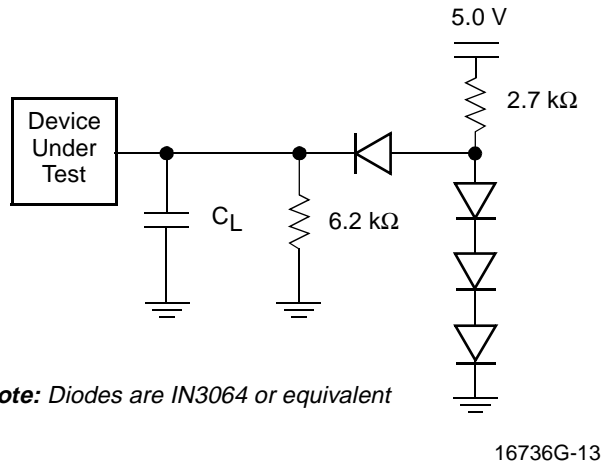 5.0 V
2.7 kΩ
Device
Under
Test
CL
6.2 kΩ
ote: Diodes are IN3064 or equivalent
16736G-13